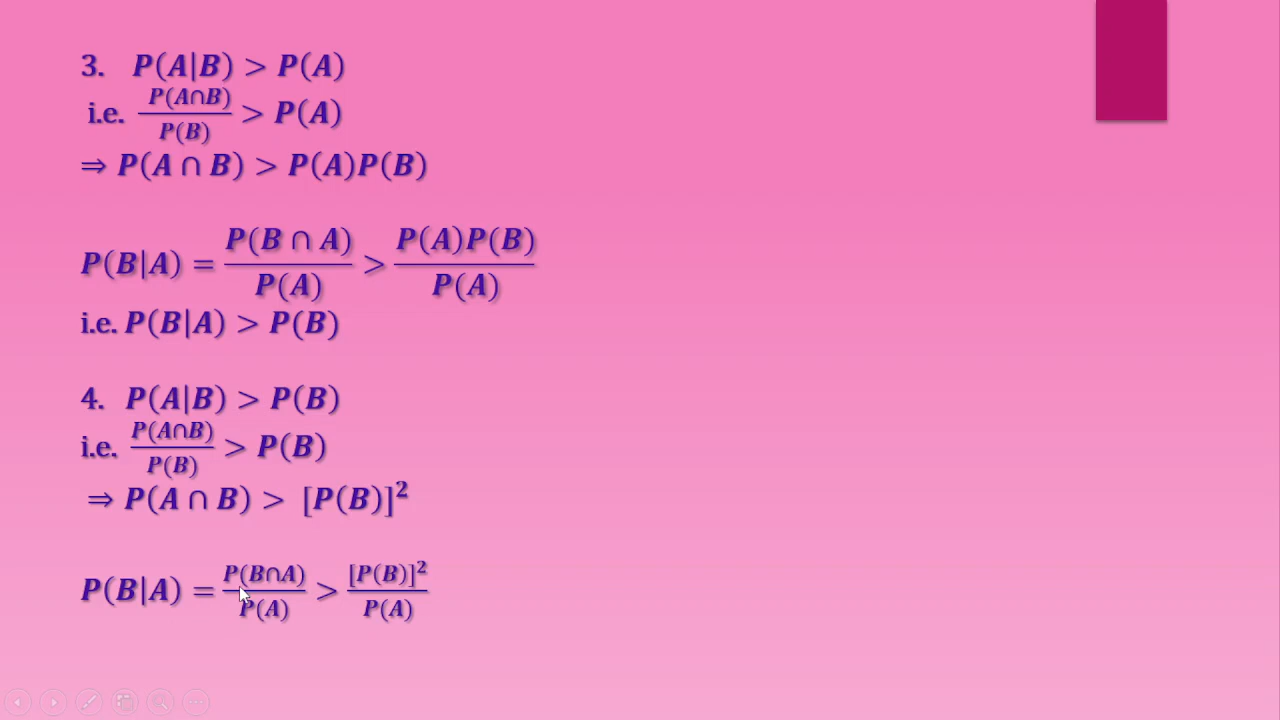 3. P(A|B) > P(A)
i.e. P(A∩B)/P(B) > P(A)
⇒ P(A ∩ B) > P(A)P(B)
P(B|A) = P(B ∩ A)/P(A) > P(A)P(B)/P(A)
i.e. P(B|A) > P(B)
4. P(A|B) > P(B)
i.e. P(A∩B)/P(B) > P(B)
⇒ P(A ∩ B) > [P(B)]²
P(B|A) = P(B∩A)/P(A) > [P(B)]²/P(A)